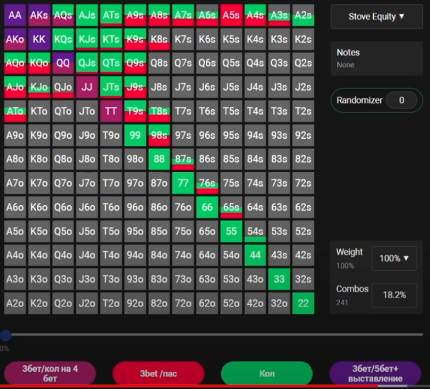 AA AKs AQs AJs ATs A9s A8s A7s A6s A5s A4s A3s A2s
AKo KK KQs KJs KTs K9s K8s K7s K6s K5s K4s K3s K2s
AQo KQo QQ QJs QTs Q9s Q8s Q7s Q6s Q5s Q4s Q3s Q2s
AJo KJo QJo JJ JTs J9s J8s J7s J6s J5s J4s J3s J2s
ATo KTo QTo JTo TT T9s T8s T7s T6s T5s T4s T3s T2s
A9o K9o Q9o J9o T9o 99 98s 97s 96s 95s 94s 93s 92s
A8o K8o Q8o J8o T8o 98o 88 87s 86s 85s 84s 83s 82s
A7o K7o Q7o J7o T7o 97o 87o 77 76s 75s 74s 73s 72s
A6o K6o Q6o J6o T6o 96o 86o 76o 66 65s 64s 63s 62s
A5o K5o Q5o J5o T5o 95o 85o 75o 65o 55 54s 53s 52s
A4o K4o Q4o J4o T4o 94o 84o 74o 64o 54o 44 43s 42s
A3o K3o Q3o J3o T3o 93o 83o 73o 63o 53o 43o 33 32s
A2o K2o Q2o J2o T2o 92o 82o 72o 62o 52o 42o 32o 22
Stove Equity ▼
Notes
None
Randomizer 0
Weight
100%
100% ▼
Combos
241
18.2%
0%
3бет/кол на 4
бет
3bet /пас
Кол
3бет/5бет+
выставление